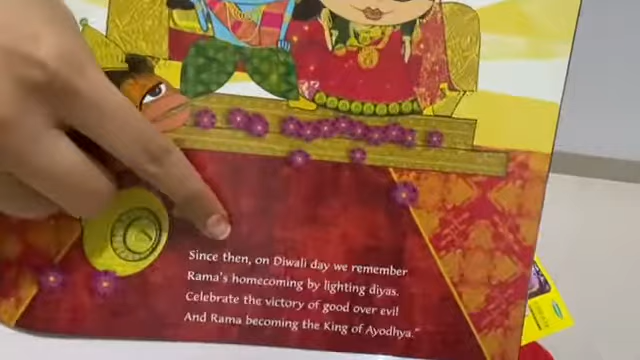 Since then, on Diwali day we remember
Rama's homecoming by lighting diyas.
Celebrate the victory of good over evil
And Rama becoming the King of Ayodhya."